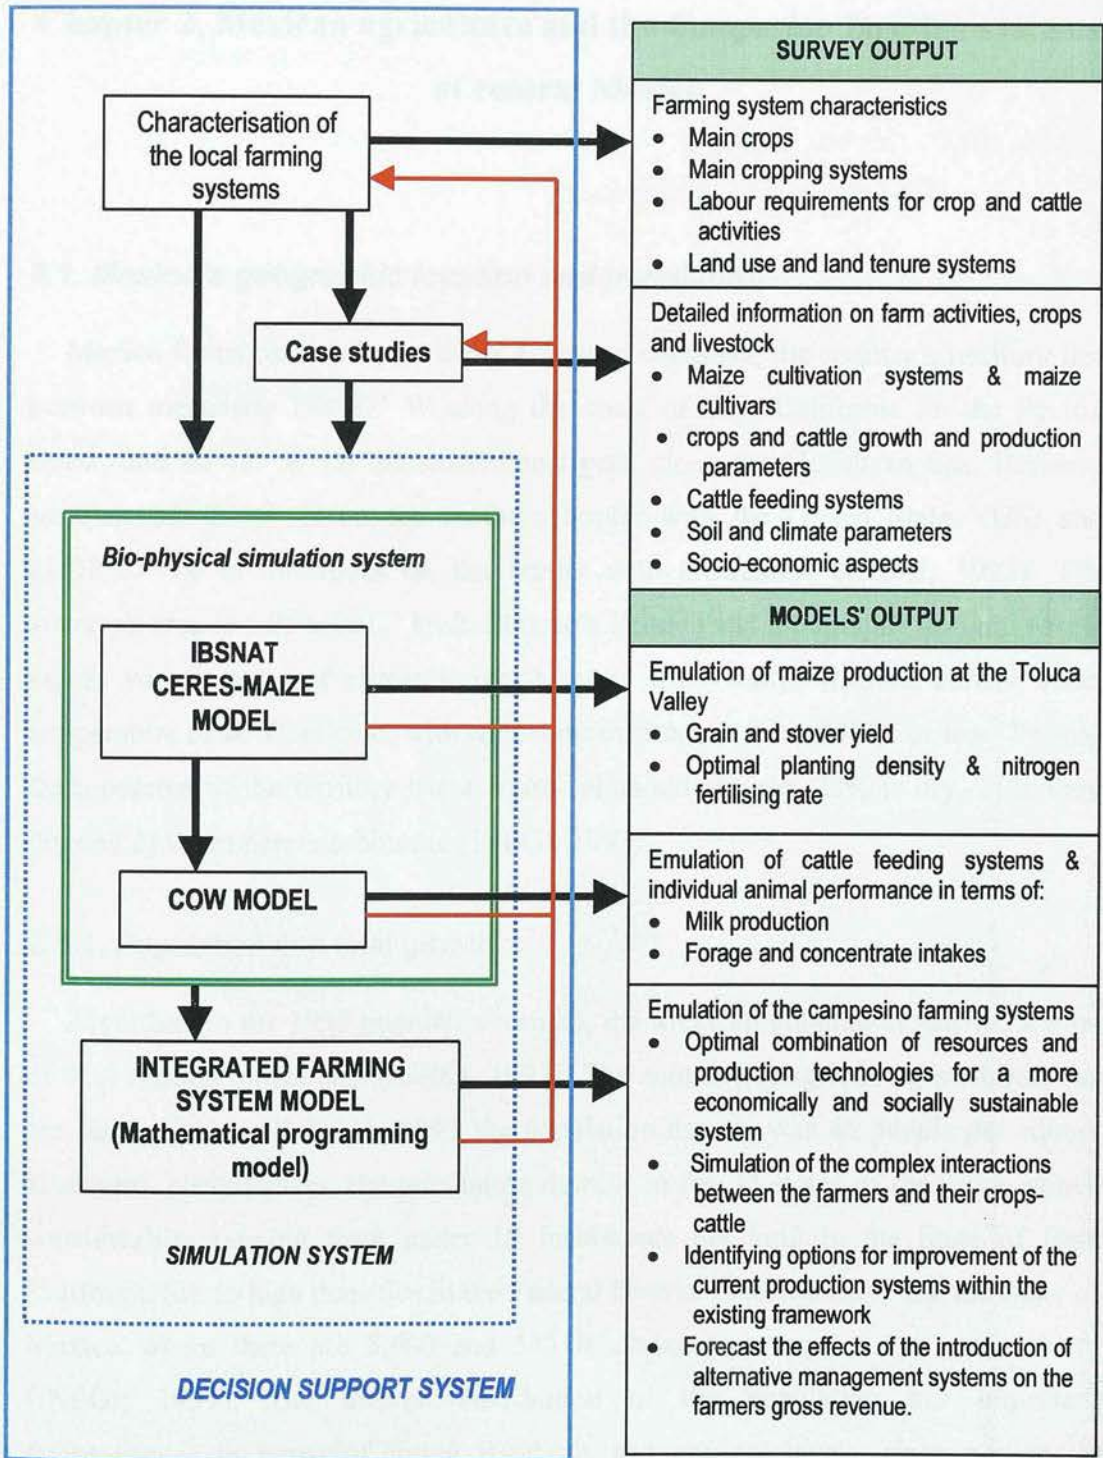 Characterisation of
the local farming
systems
Case studies
Bio-physical simulation system
IBSNAT
CERES-MAIZE
MODEL
COW MODEL
INTEGRATED FARMING
SYSTEM MODEL
(Mathematical programming
model)
SIMULATION SYSTEM
DECISION SUPPORT SYSTEM
SURVEY OUTPUT
Farming system characteristics
• Main crops
• Main cropping systems
• Labour requirements for crop and cattle
activities
• Land use and land tenure systems
Detailed information on farm activities, crops
and livestock
• Maize cultivation systems & maize
cultivars
• crops and cattle growth and production
parameters
• Cattle feeding systems
• Soil and climate parameters
• Socio-economic aspects
MODELS' OUTPUT
Emulation of maize production at the Toluca
Valley
• Grain and stover yield
• Optimal planting density & nitrogen
fertilising rate
Emulation of cattle feeding systems &
individual animal performance in terms of:
• Milk production
• Forage and concentrate intakes
Emulation of the campesino farming systems
• Optimal combination of resources and
production technologies for a more
economically and socially sustainable
system
• Simulation of the complex interactions
between the farmers and their crops-
cattle
• Identifying options for improvement of the
current production systems within the
existing framework
• Forecast the effects of the introduction of
alternative management systems on the
farmers gross revenue.